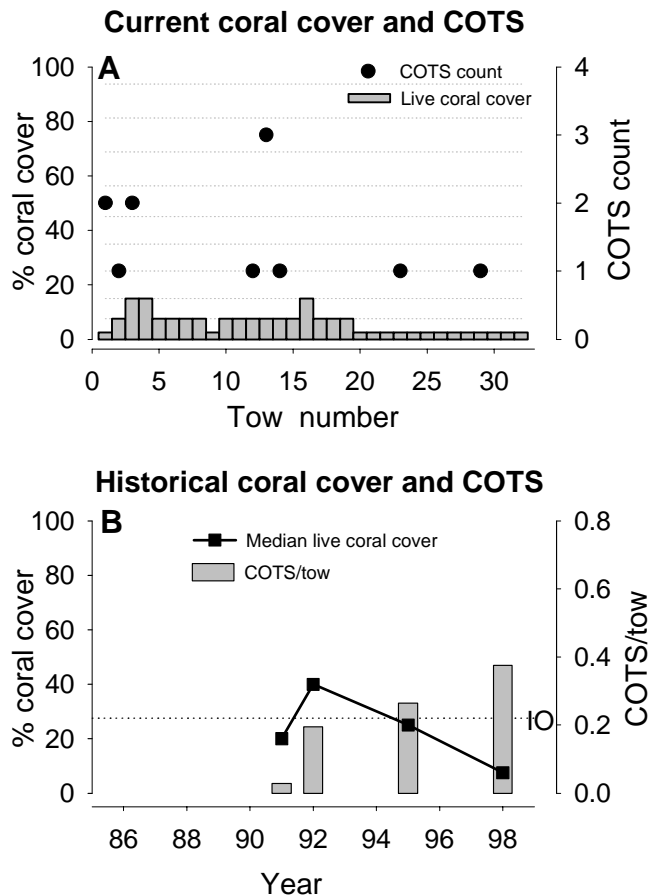 Current coral cover and COTS
A
COTS count
Live coral cover
100
80
60
40
20
0
% coral cover
4
3
2
1
0
COTS count
0 5 10 15 20 25 30
Tow number
Historical coral cover and COTS
B
Median live coral cover
COTS/tow
100
80
60
40
20
0
% coral cover
0.8
0.6
0.4
0.2
0.0
IO
COTS/tow
86 88 90 92 94 96 98
Year